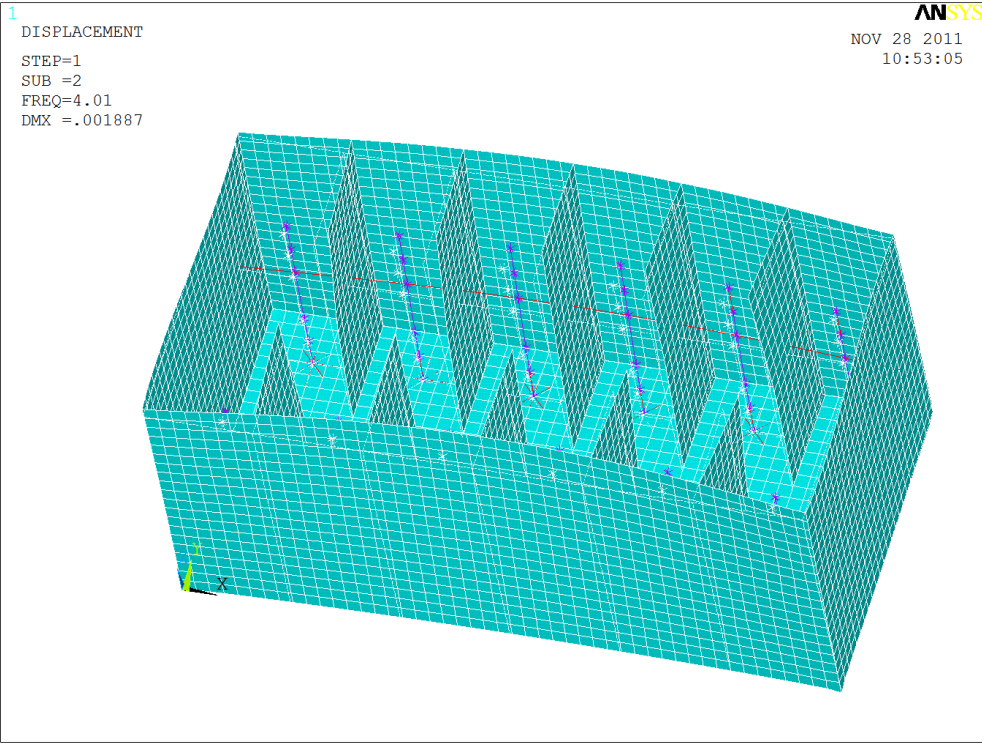 1
DISPLACEMENT
STEP=1
SUB =2
FREQ=4.01
DMX =.001887
ANSYS
NOV 28 2011
10:53:05
Y
X